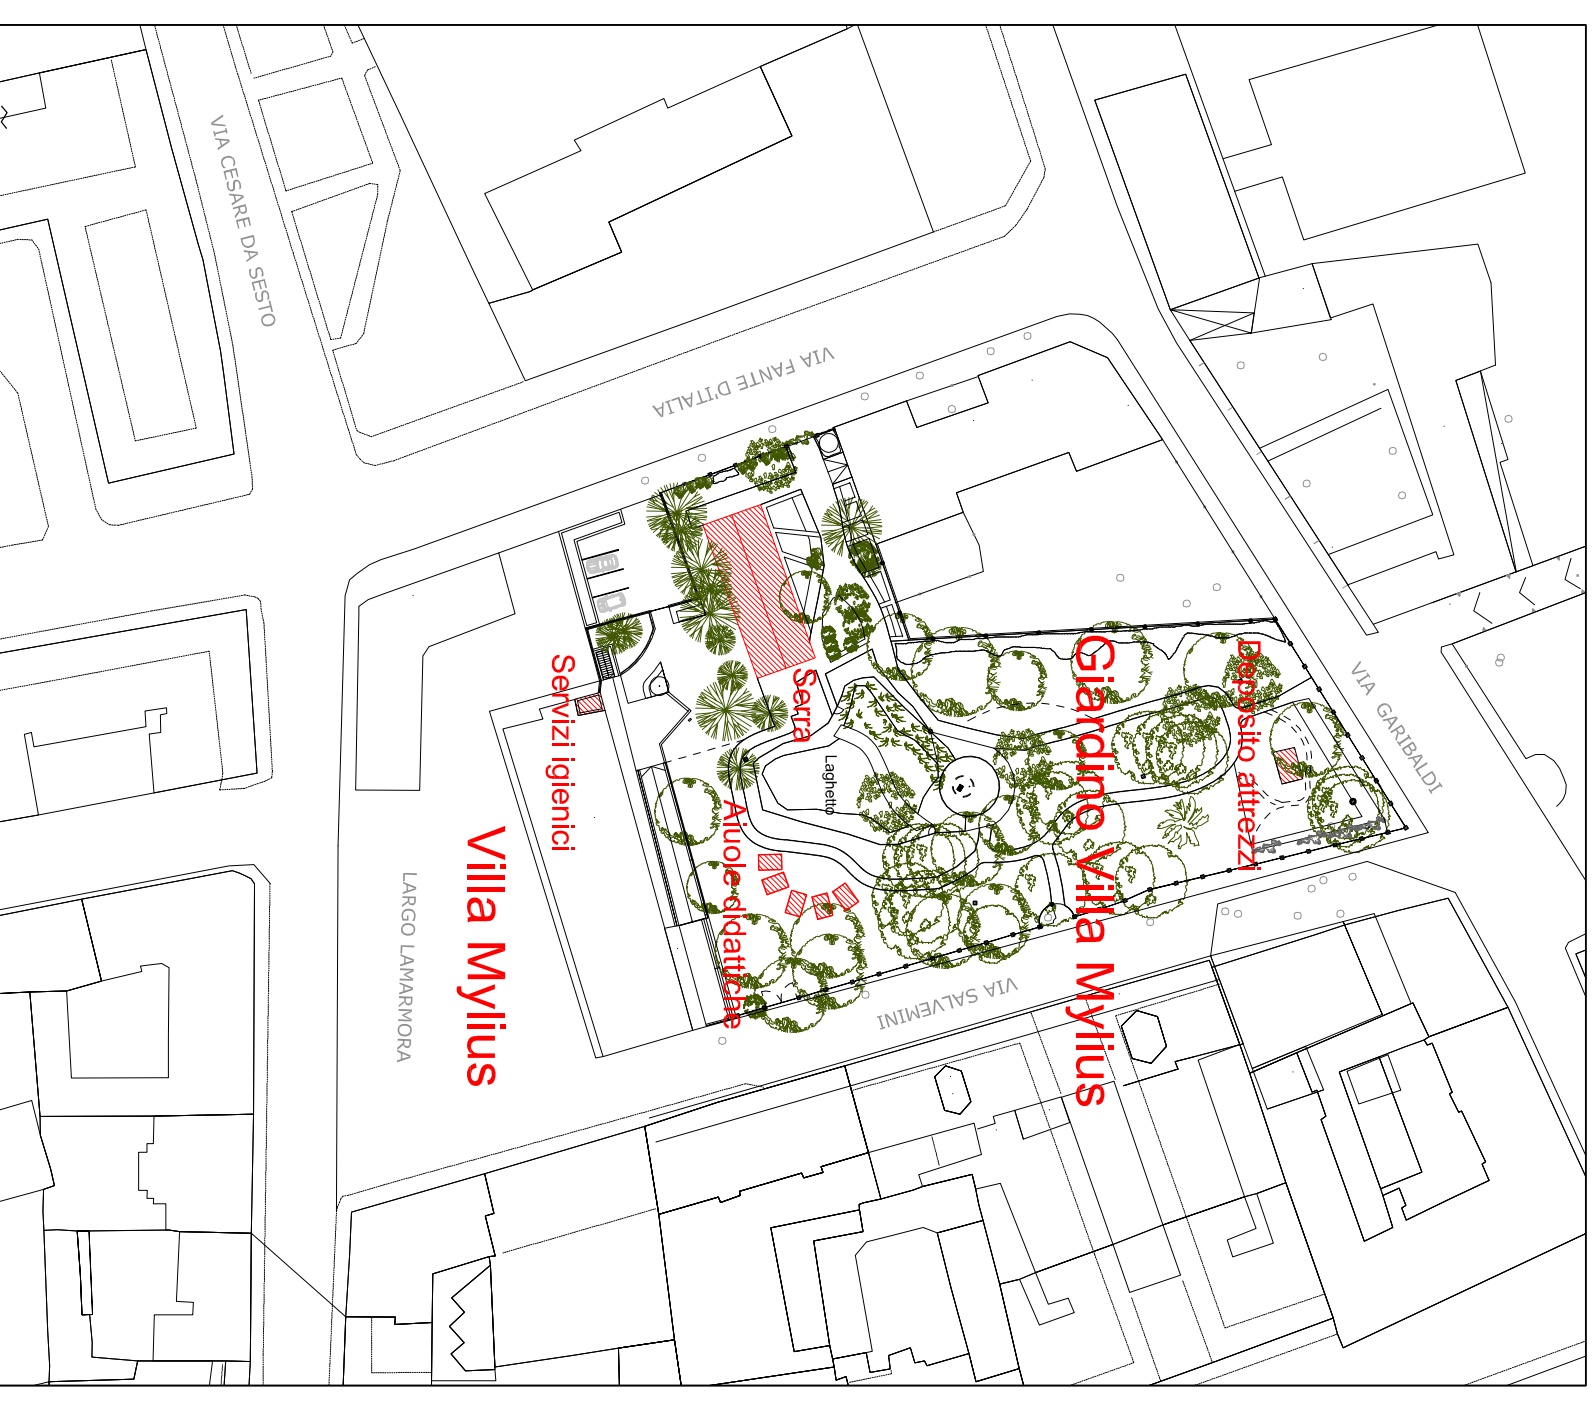 VIA CESARE DA SESTO
VIA FANTE D'ITALIA
VIA GARIBALDI
Giardino Villa Mylius
Deposito attrezzi
Serra
Servizi igienici
Laghetto
Aiuole didattiche
Villa Mylius
LARGO LAMARMORA
VIA SALVEMINI